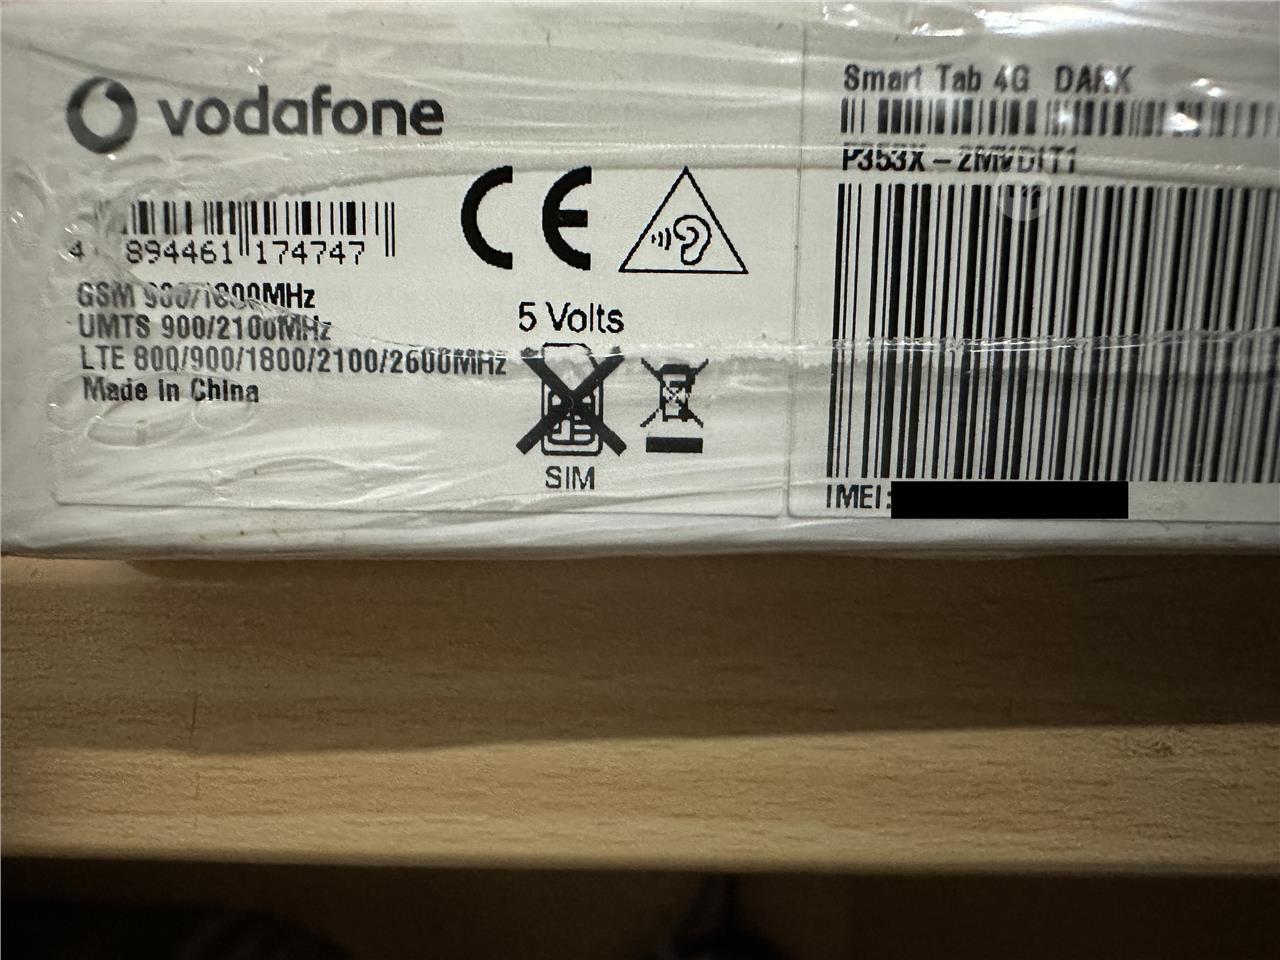 vodafone
4 894461 174747
GSM 900/1800MHz
UMTS 900/2100MHz
LTE 800/900/1800/2100/2600MHz
Made in China
CE
5 Volts
SIM
Smart Tab 4G DARK
P353X-2MVDIT1
IMEI: